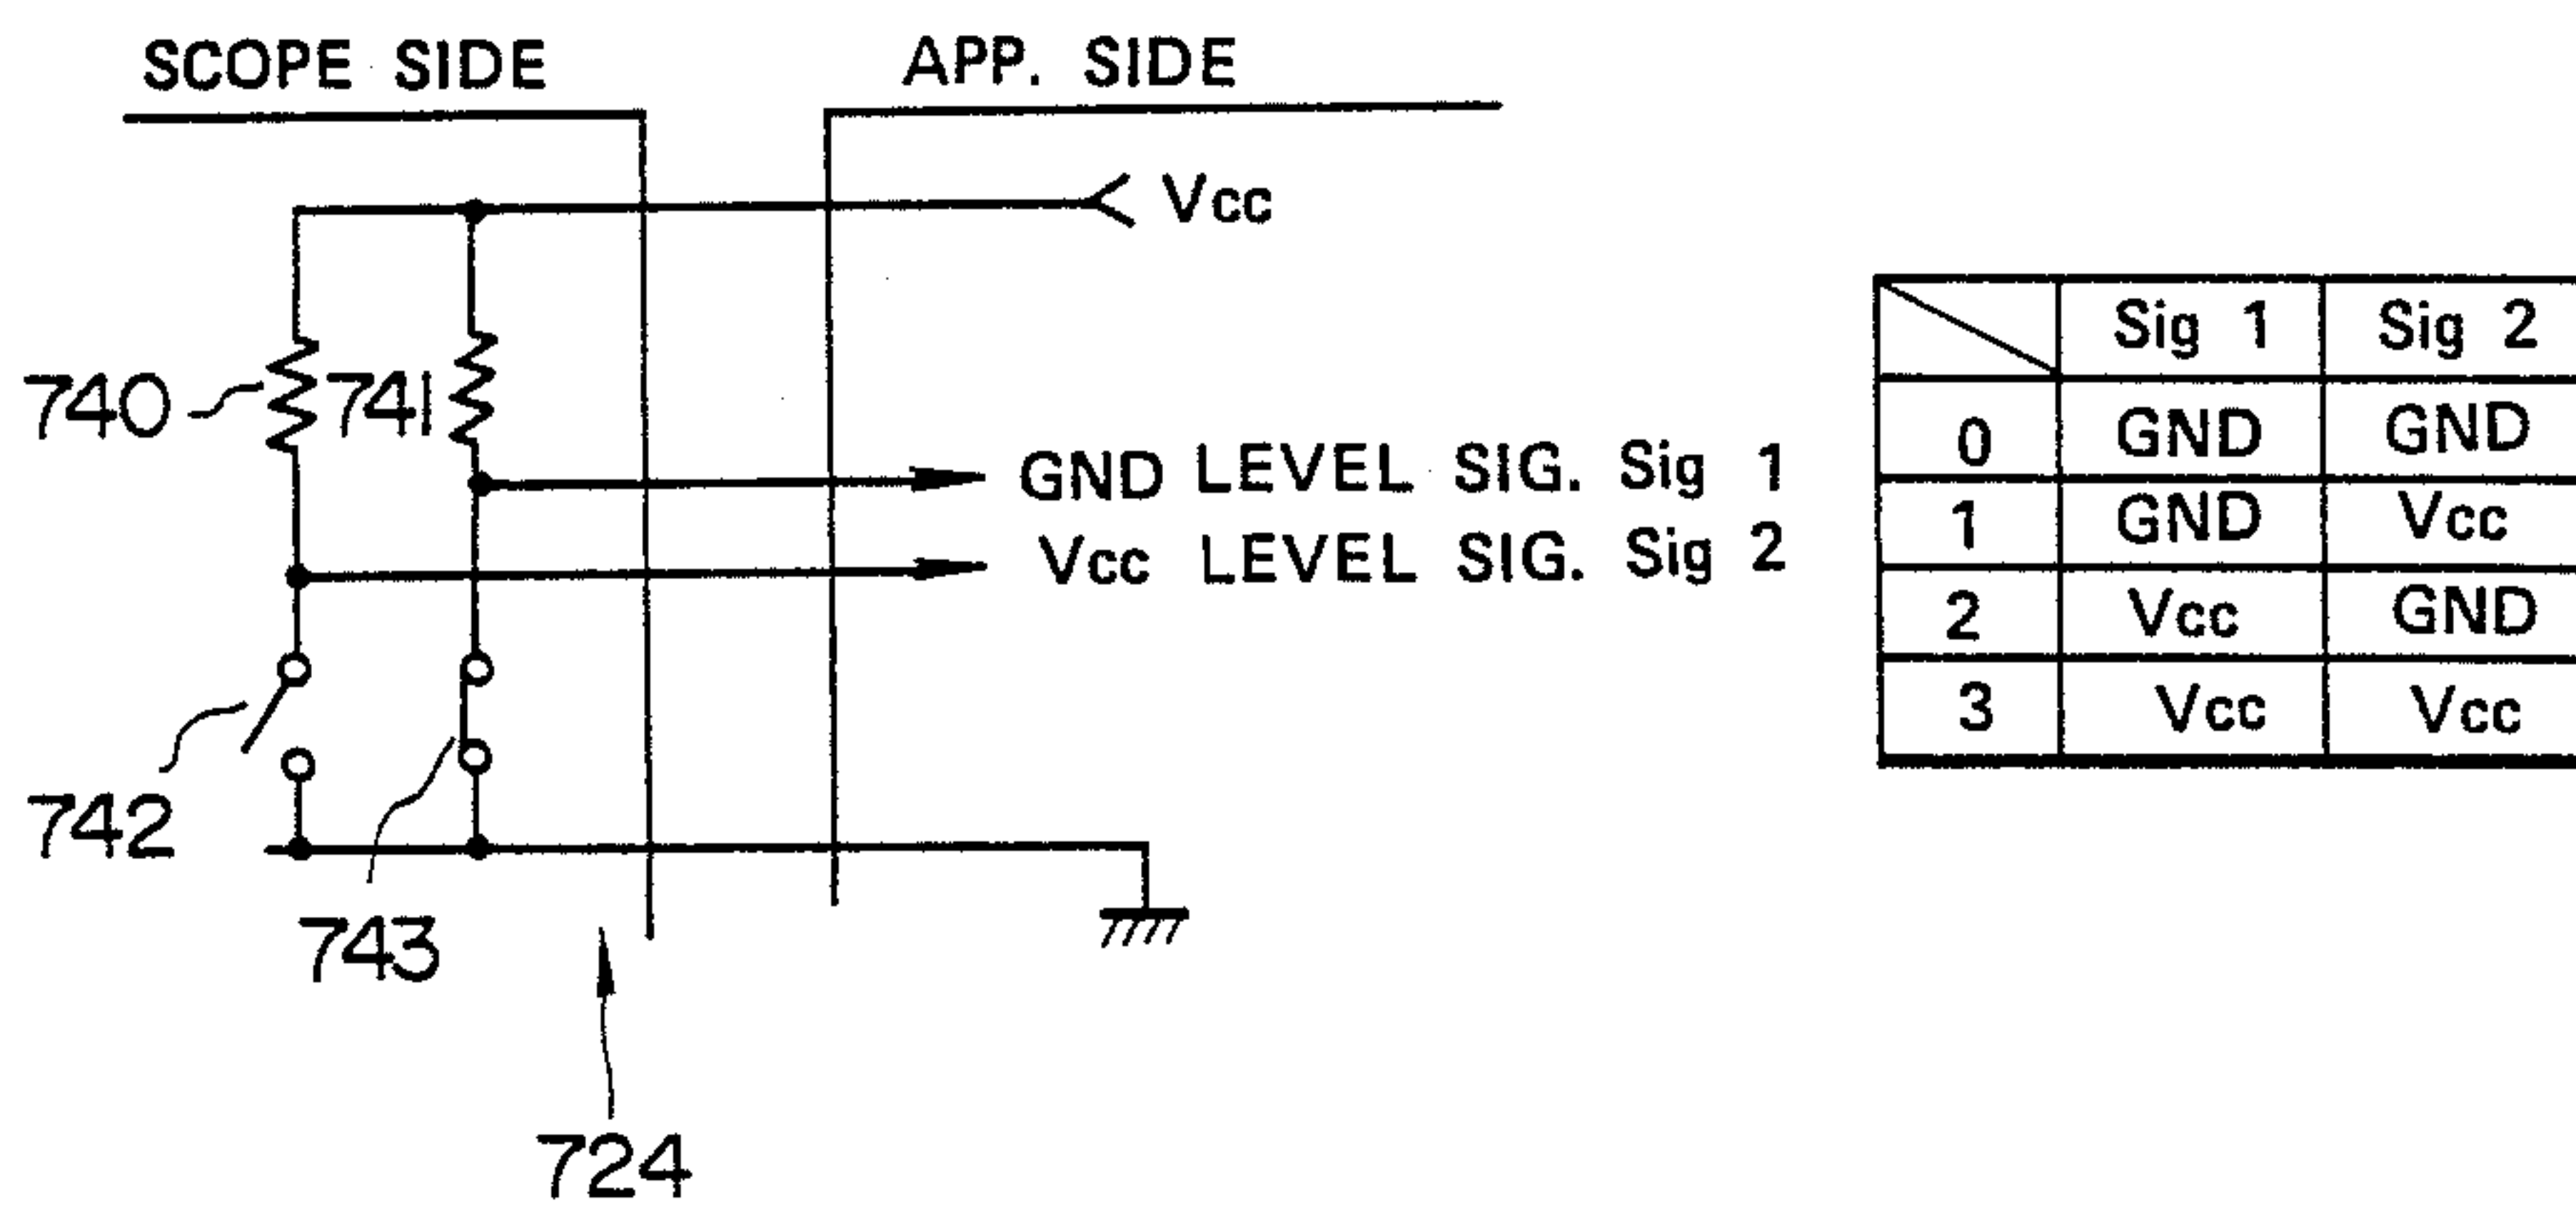 SCOPE SIDE
APP. SIDE
Vcc
740
741
GND LEVEL SIG. Sig 1
Vcc LEVEL SIG. Sig 2
742
743
724
Sig 1 Sig 2
0 GND GND
1 GND Vcc
2 Vcc GND
3 Vcc Vcc